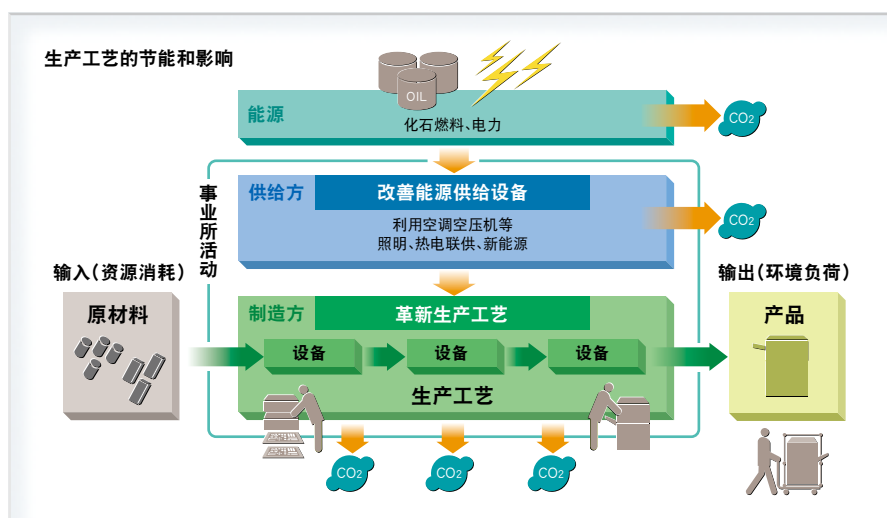 生产工艺的节能和影响
OIL
能源
化石燃料、电力
CO2
事业所活动
供给方
改善能源供给设备
利用空调空压机等
照明、热电联供、新能源
CO2
输入(资源消耗)
原材料
制造方
革新生产工艺
设备
设备
设备
生产工艺
输出(环境负荷)
产品
CO2
CO2
CO2